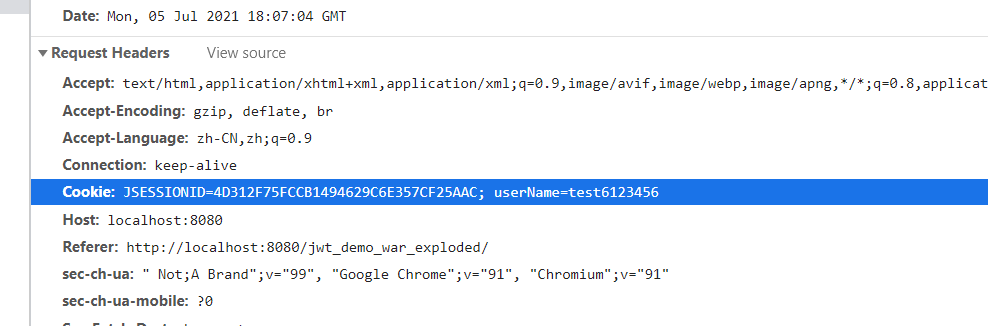 Date: Mon, 05 Jul 2021 18:07:04 GMT
Request Headers View source
Accept: text/html,application/xhtml+xml,application/xml;q=0.9,image/avif,image/webp,image/apng,*/*;q=0.8,applicat
Accept-Encoding: gzip, deflate, br
Accept-Language: zh-CN,zh;q=0.9
Connection: keep-alive
Cookie: JSESSIONID=4D312F75FCCB1494629C6E357CF25AAC; userName=test6123456
Host: localhost:8080
Referer: http://localhost:8080/jwt_demo_war_exploded/
sec-ch-ua: " Not;A Brand";v="99", "Google Chrome";v="91", "Chromium";v="91"
sec-ch-ua-mobile: ?0